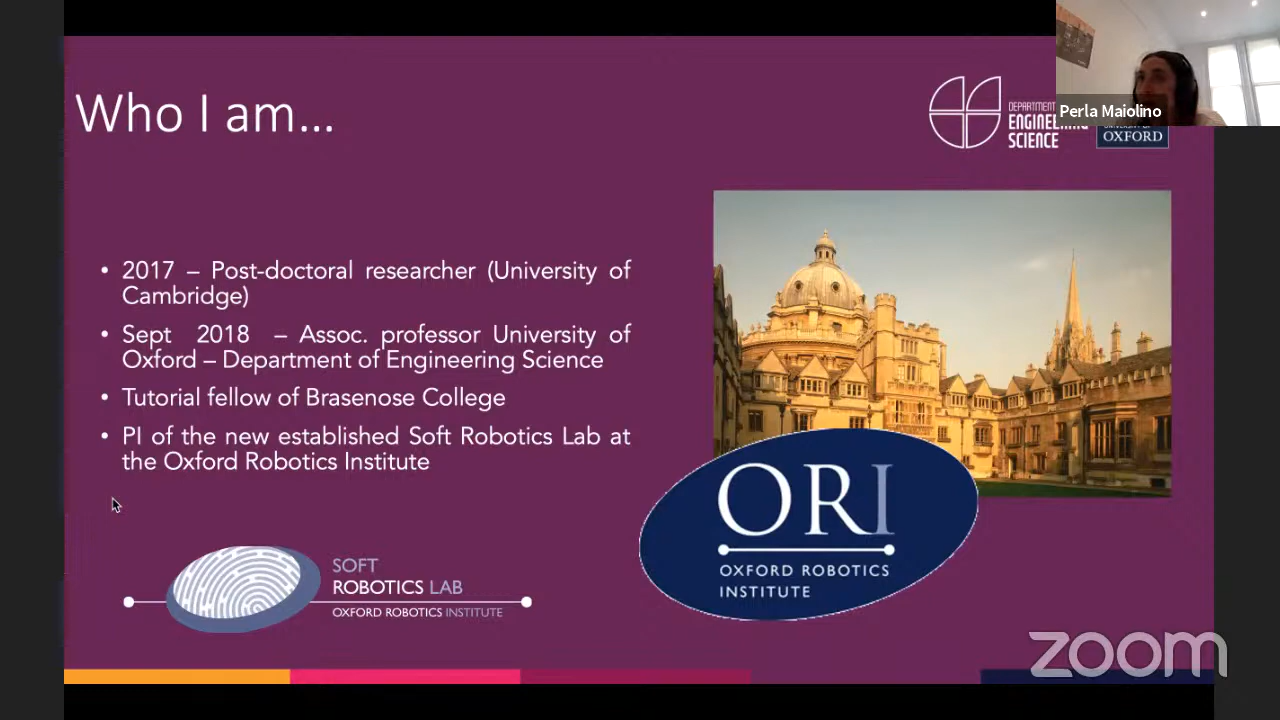 Who I am...
DEPARTMENT
ENGINEERING
SCIENCE
OXFORD
Perla Maiolino
• 2017 – Post-doctoral researcher (University of
Cambridge)
• Sept 2018 – Assoc. professor University of
Oxford – Department of Engineering Science
• Tutorial fellow of Brasenose College
• PI of the new established Soft Robotics Lab at
the Oxford Robotics Institute
ORI
OXFORD ROBOTICS
INSTITUTE
SOFT
ROBOTICS LAB
OXFORD ROBOTICS INSTITUTE
zoom